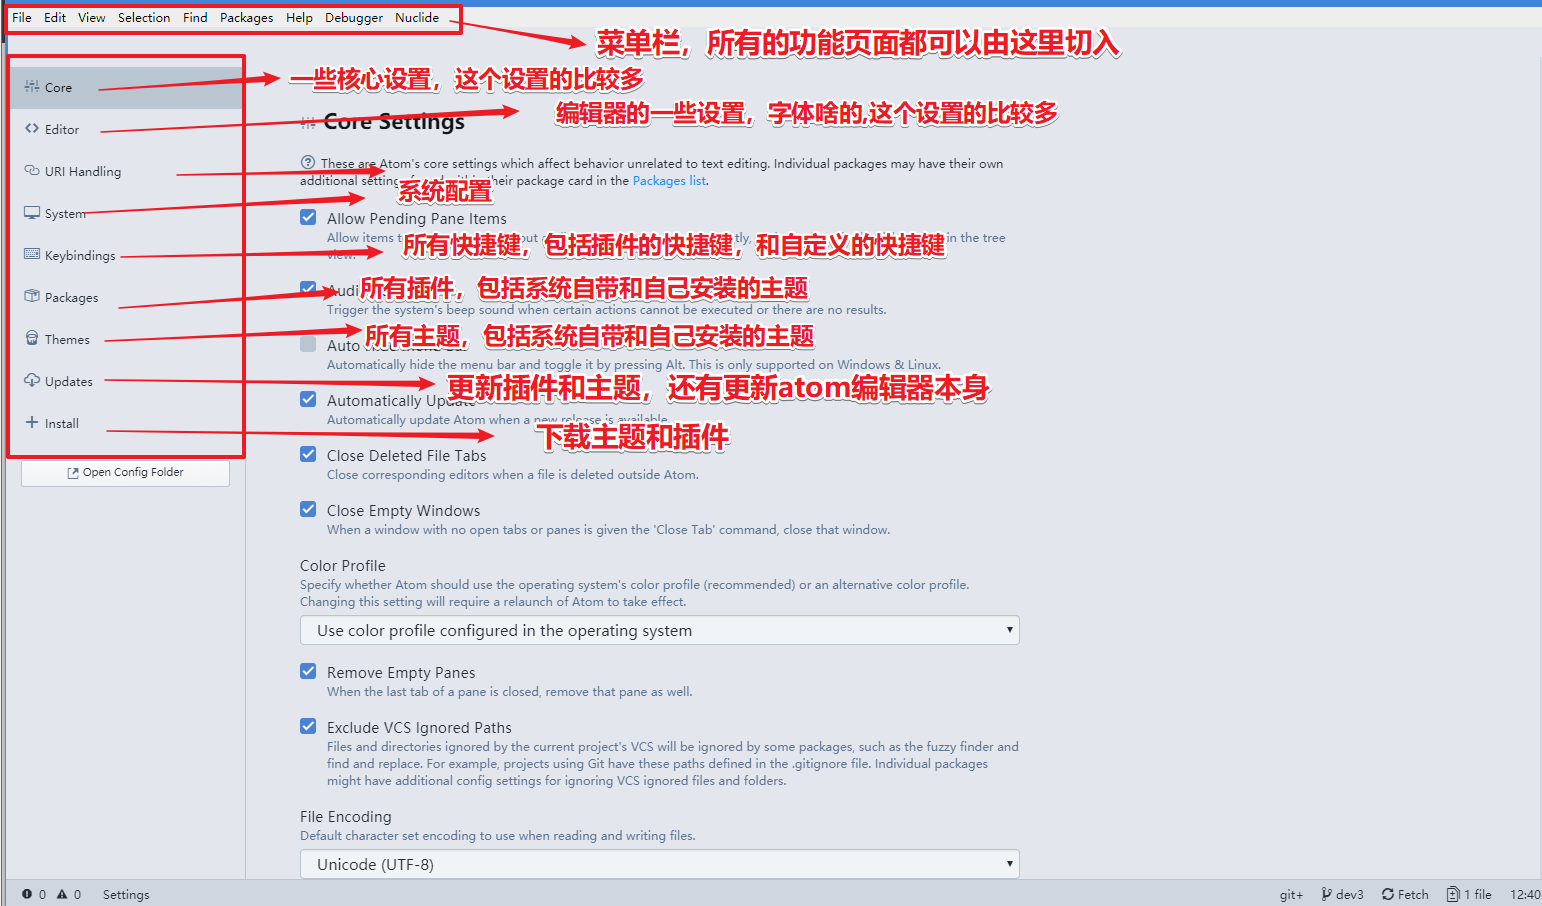 File Edit View Selection Find Packages Help Debugger Nuclide
菜单栏，所有的功能页面都可以由这里切入
Core
一些核心设置，这个设置的比较多
编辑器的一些设置，字体啥的,这个设置的比较多
Core Settings
Editor
These are Atom's core settings which affect behavior unrelated to text editing. Individual packages may have their own
URI Handling
additional settings their package card in the Packages list.
系统配置
System
Allow Pending Pane Items
Allow items to in the tree
view.
所有快捷键，包括插件的快捷键，和自定义的快捷键
Keybindings
所有插件，包括系统自带和自己安装的主题
Packages
Trigger the system's beep sound when certain actions cannot be executed or there are no results.
所有主题，包括系统自带和自己安装的主题
Themes
Auto
Automatically hide the menu bar and toggle it by pressing Alt. This is only supported on Windows & Linux.
Updates
更新插件和主题，还有更新atom编辑器本身
Automatically Update
Automatically update Atom when a new release is available.
Install
下载主题和插件
Close Deleted File Tabs
Close corresponding editors when a file is deleted outside Atom.
Open Config Folder
Close Empty Windows
When a window with no open tabs or panes is given the 'Close Tab' command, close that window.
Color Profile
Specify whether Atom should use the operating system's color profile (recommended) or an alternative color profile.
Changing this setting will require a relaunch of Atom to take effect.
Use color profile configured in the operating system
Remove Empty Panes
When the last tab of a pane is closed, remove that pane as well.
Exclude VCS Ignored Paths
Files and directories ignored by the current project's VCS will be ignored by some packages, such as the fuzzy finder and
find and replace. For example, projects using Git have these paths defined in the .gitignore file. Individual packages
might have additional config settings for ignoring VCS ignored files and folders.
File Encoding
Default character set encoding to use when reading and writing files.
Unicode (UTF-8)
0 0 Settings git+ dev3 Fetch 1 file 12:40